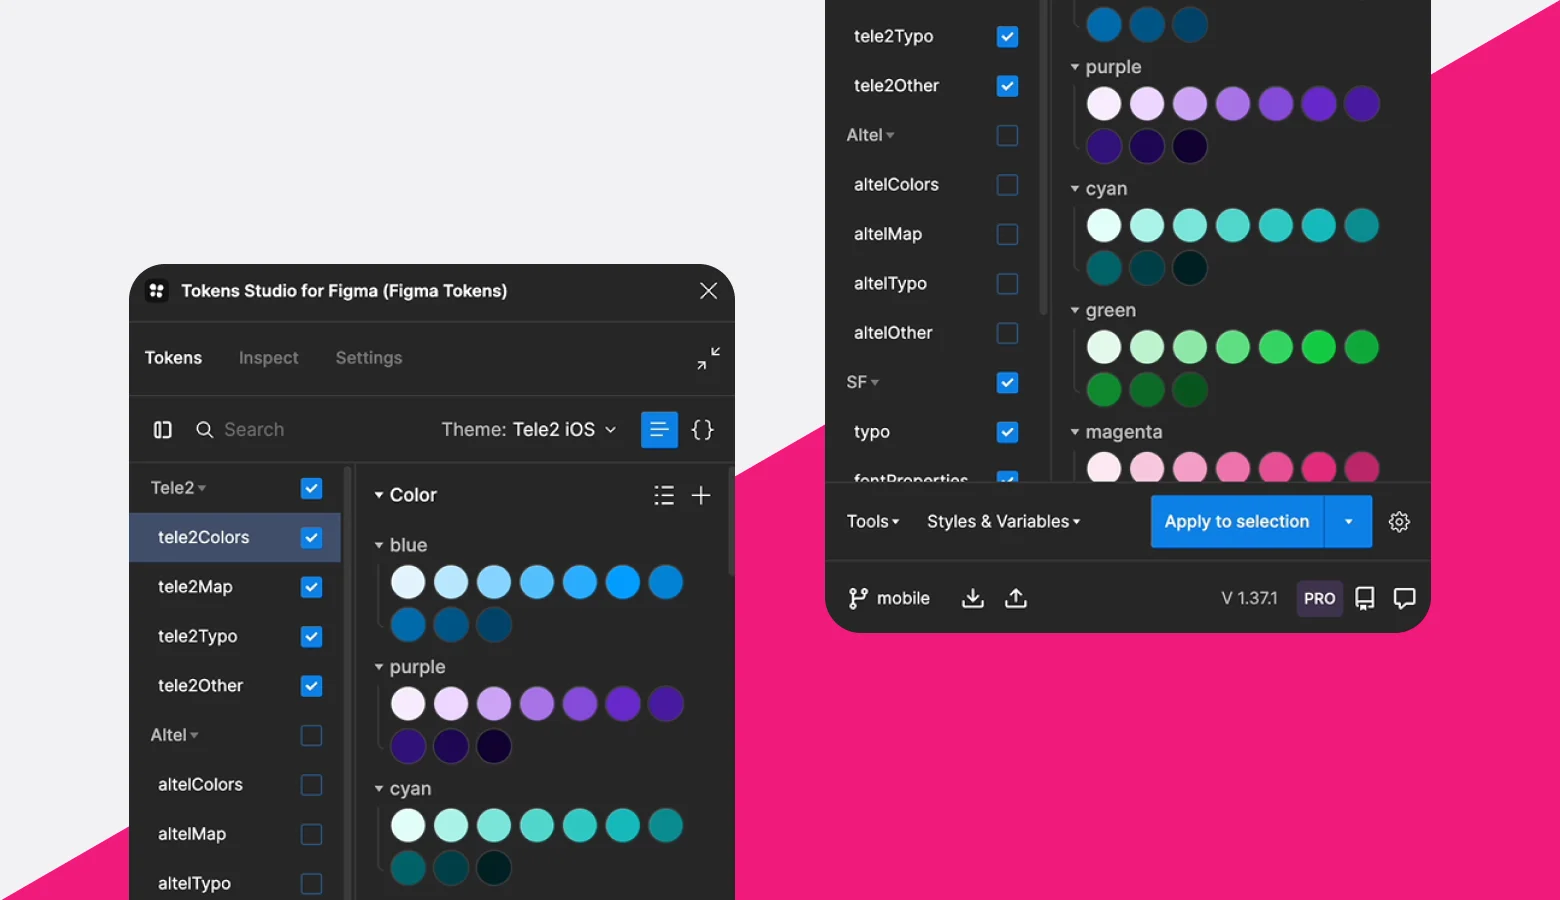 Tokens Studio for Figma (Figma Tokens)
Tokens Inspect Settings
Search
Theme: Tele2 iOS
Tele2
tele2Colors
tele2Map
tele2Typo
tele2Other
Altel
altelColors
altelMap
altelTypo
Color
blue
purple
cyan
tele2Typo
tele2Other
Altel
altelColors
altelMap
altelTypo
altelOther
SF
typo
fontProperties
purple
cyan
green
magenta
Tools Styles & Variables Apply to selection
mobile V 1.37.1 PRO